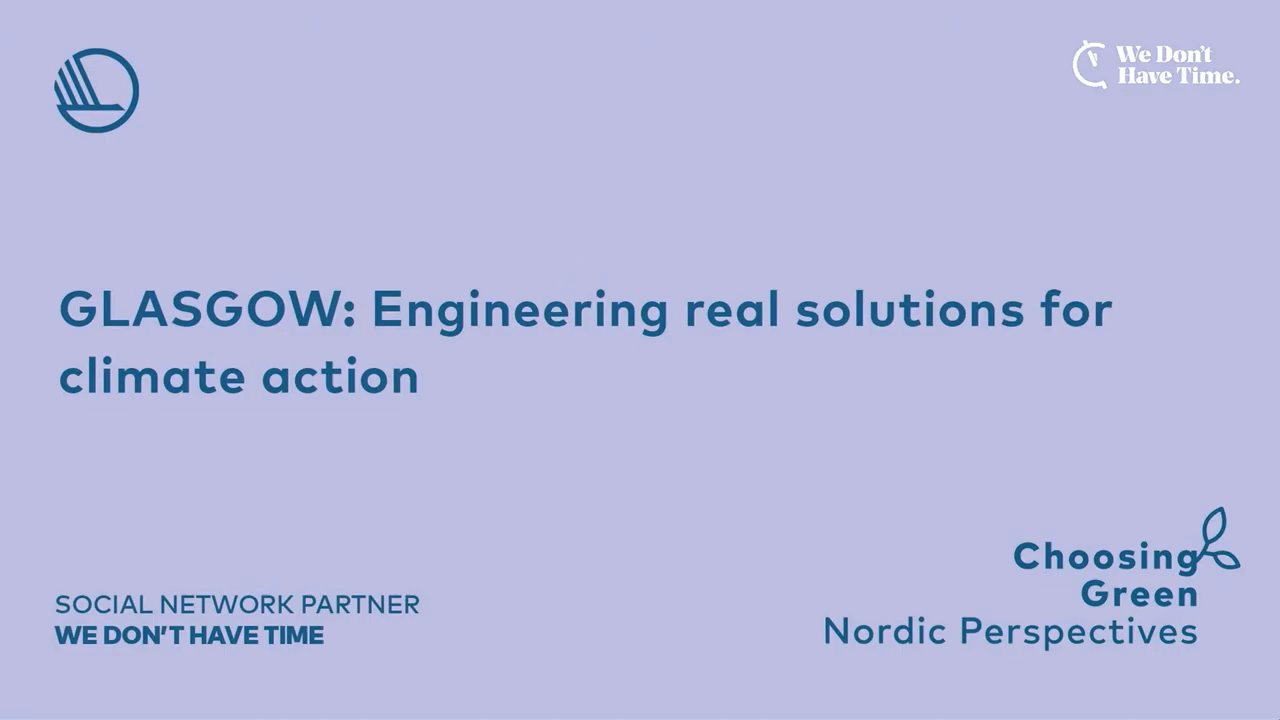 We Don't
Have Time.
GLASGOW: Engineering real solutions for
climate action
SOCIAL NETWORK PARTNER
WE DON'T HAVE TIME
Choosing
Green
Nordic Perspectives